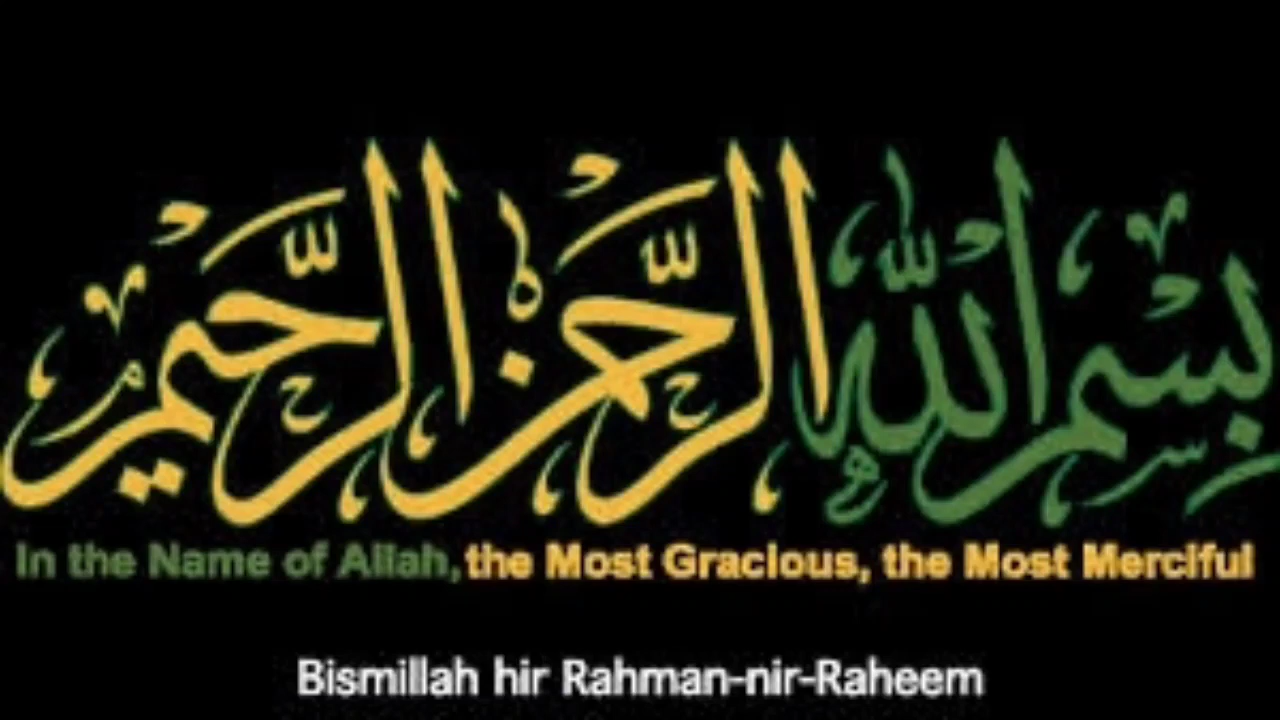 بسم الله الرحمن الرحيم
In the Name of Allah, the Most Gracious, the Most Merciful
Bismillah hir Rahman-nir-Raheem